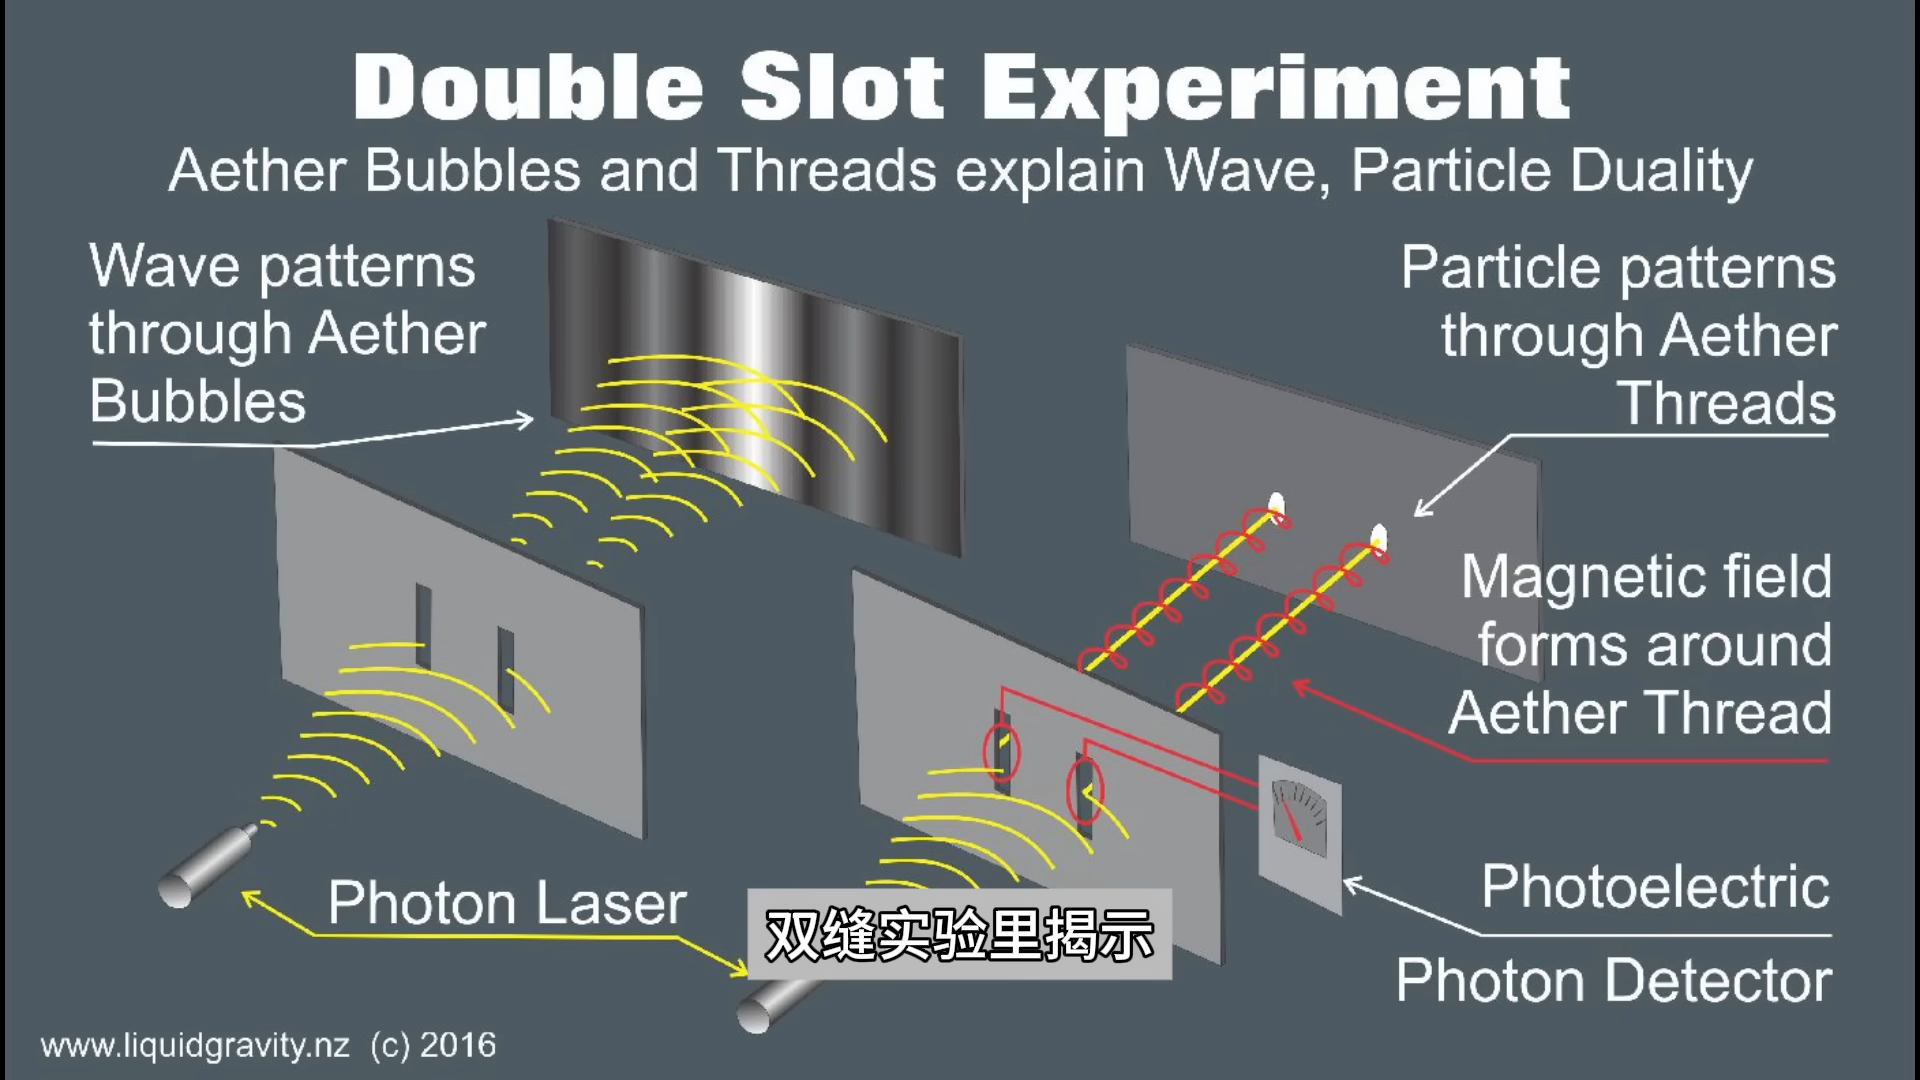 Double Slot Experiment
Aether Bubbles and Threads explain Wave, Particle Duality
Wave patterns
through Aether
Bubbles
Particle patterns
through Aether
Threads
Magnetic field
forms around
Aether Thread
Photon Laser
Photoelectric
Photon Detector
双缝实验里揭示
www.liquidgravity.nz (c) 2016